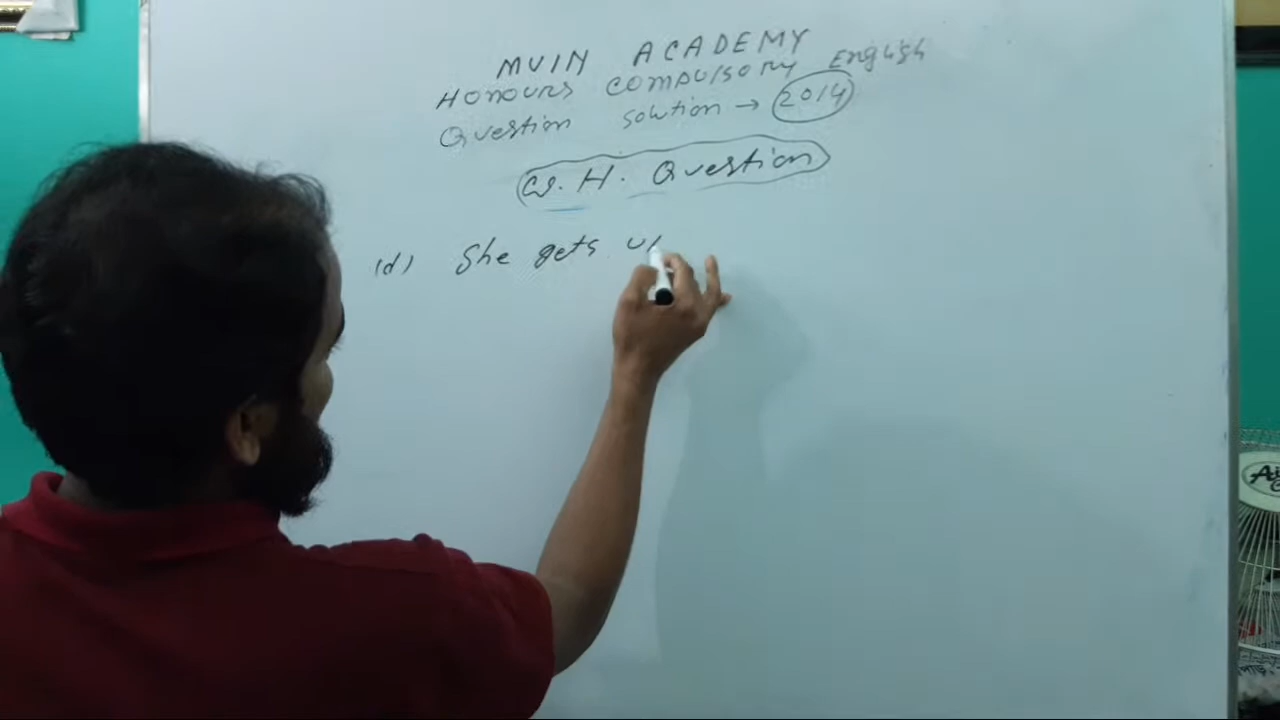 MUIN ACADEMY
HONOURS COMPULSORY English
Question solution → 2014
W.H. Question
(d) She gets